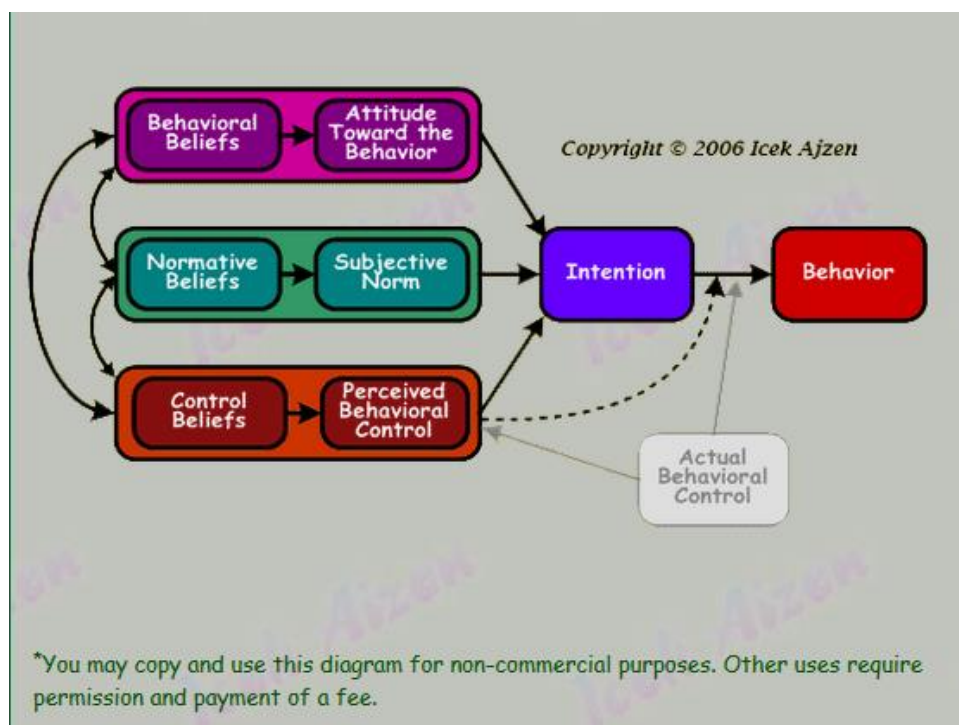 Behavioral
Beliefs
Attitude
Toward the
Behavior
Copyright © 2006 Icek Ajzen
Normative
Beliefs
Subjective
Norm
Intention
Behavior
Control
Beliefs
Perceived
Behavioral
Control
Actual
Behavioral
Control
*You may copy and use this diagram for non-commercial purposes. Other uses require
permission and payment of a fee.